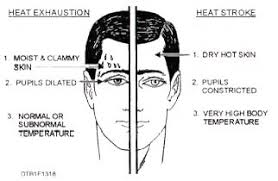 HEAT EXHAUSTION
1. MOIST & CLAMMY
SKIN
2. PUPILS DILATED
3. NORMAL OR
SUBNORMAL
TEMPERATURE
HEAT STROKE
1. DRY HOT SKIN
2. PUPILS
CONSTRICTED
3. VERY HIGH BODY
TEMPERATURE
DTR1F1316